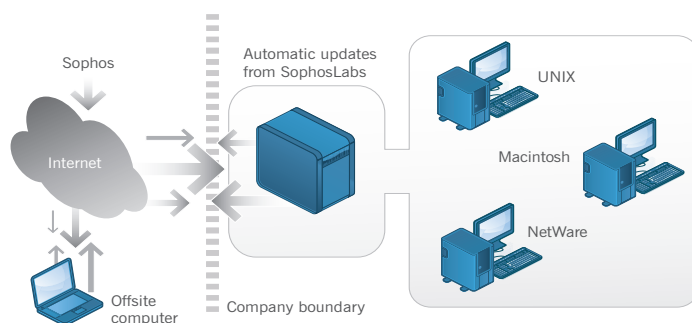 Sophos
Internet
Offsite
computer
Automatic updates
from SophosLabs
Company boundary
UNIX
Macintosh
NetWare